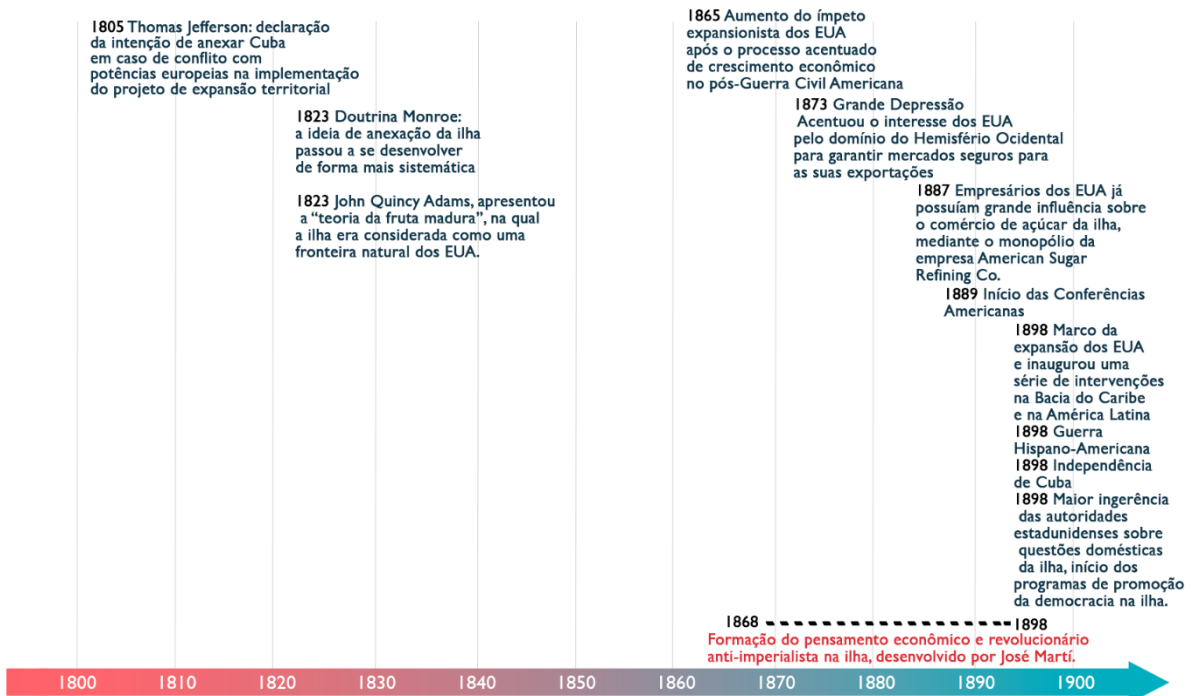 1805 Thomas Jefferson: declaração
da intenção de anexar Cuba
em caso de conflito com
potências europeias na implementação
do projeto de expansão territorial
1823 Doutrina Monroe:
a ideia de anexação da ilha
passou a se desenvolver
de forma mais sistemática
1823 John Quincy Adams, apresentou
a “teoria da fruta madura”, na qual
a ilha era considerada como uma
fronteira natural dos EUA.
1865 Aumento do ímpeto
expansionista dos EUA
após o processo acentuado
de crescimento econômico
no pós-Guerra Civil Americana
1873 Grande Depressão
Acentuou o interesse dos EUA
pelo domínio do Hemisfério Ocidental
para garantir mercados seguros para
as suas exportações
1887 Empresários dos EUA já
possuíam grande influência sobre
o comércio de açúcar da ilha,
mediante o monopólio da
empresa American Sugar
Refining Co.
1889 Início das Conferências
Americanas
1898 Marco da
expansão dos EUA
e inaugurou uma
série de intervenções
na Bacia do Caribe
e na América Latina
1898 Guerra
Hispano-Americana
1898 Independência
de Cuba
1898 Maior ingerência
das autoridades
estadunidenses sobre
questões domésticas
da ilha, início dos
programas de promoção
da democracia na ilha.
1868 1898
Formação do pensamento econômico e revolucionário
anti-imperialista na ilha, desenvolvido por José Martí.
1800 1810 1820 1830 1840 1850 1860 1870 1880 1890 1900